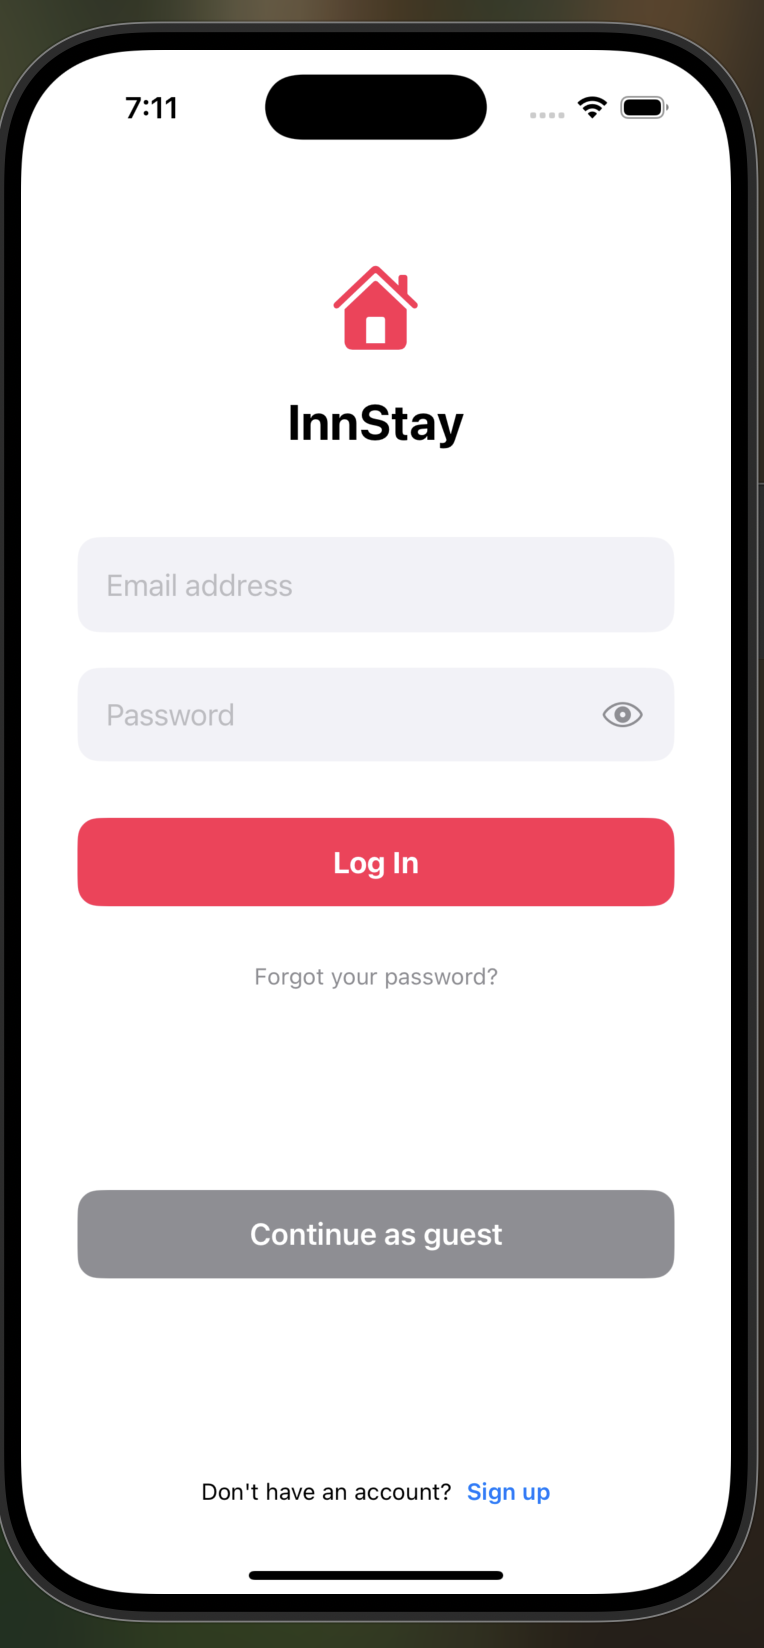 7:11
InnStay
Email address
Password
Log In
Forgot your password?
Continue as guest
Don't have an account? Sign up